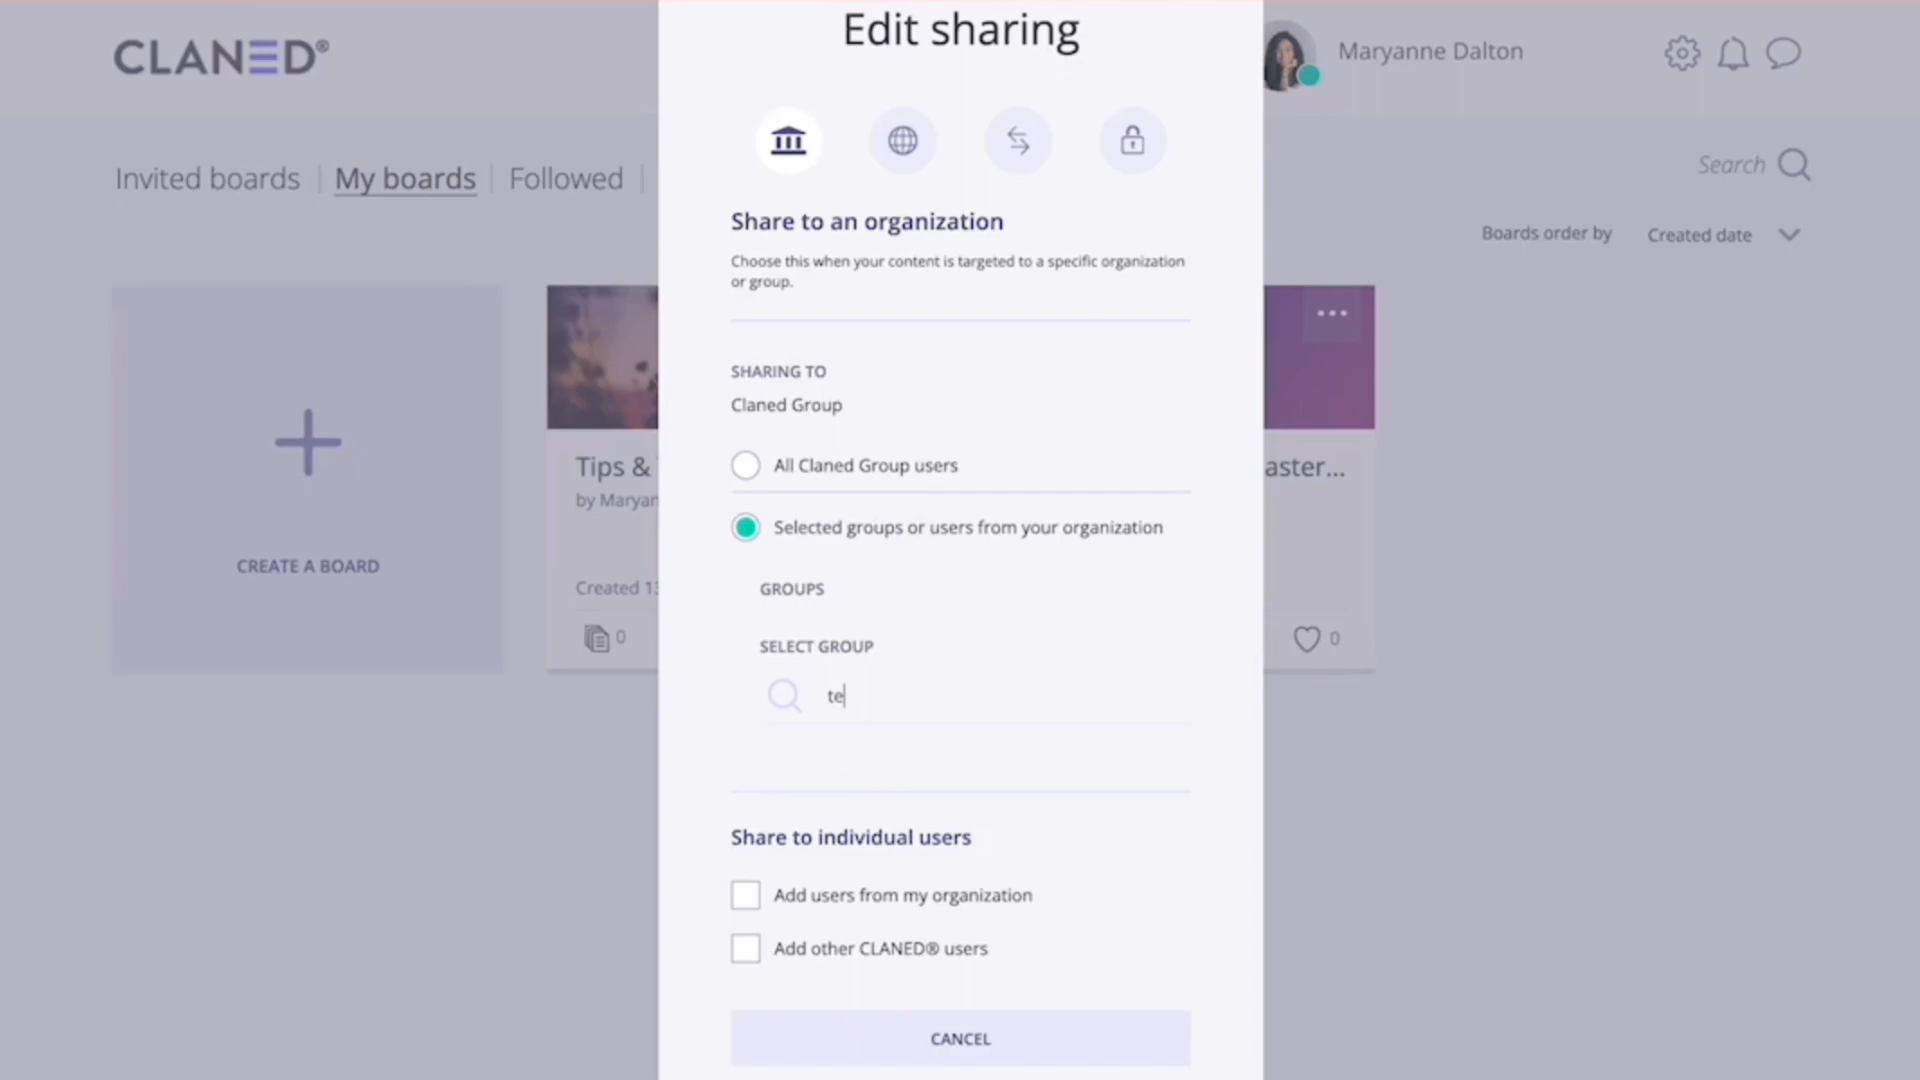 Edit sharing
CLANED®
Maryanne Dalton
Invited boards
My boards
Followed
Search
Share to an organization
Boards order by
Created date
Choose this when your content is targeted to a specific organization
or group.
SHARING TO
Claned Group
All Claned Group users
Tips &
aster...
by Maryan
Selected groups or users from your organization
CREATE A BOARD
Created 13
GROUPS
0
0
SELECT GROUP
te
Share to individual users
Add users from my organization
Add other CLANED® users
CANCEL